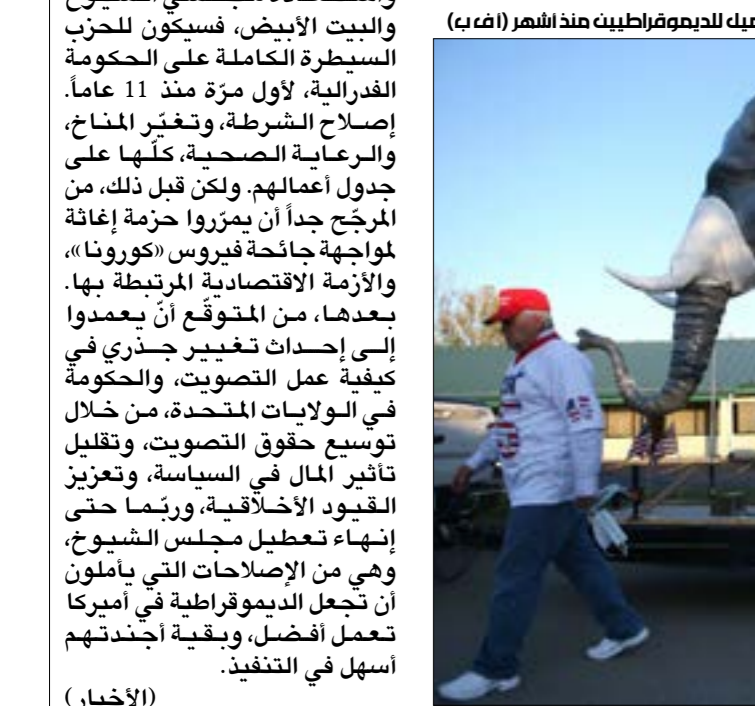 ميل للديموقراطيين منذ أشهر (أ ف ب)
والبيت الأبيض، فسيكون للحزب
السيطرة الكاملة على الحكومة
الفدرالية، لأول مرّة منذ 11 عاماً.
إصلاح الشرطة، وتغيّر المناخ،
والرعاية الصحية، كلّها على
جدول أعمالهم. ولكن قبل ذلك، من
المرجّح جداً أن يمرّروا حزمة إغاثة
لمواجهة جائحة فيروس «كورونا»،
والأزمة الاقتصادية المرتبطة بها.
بعدها، من المتوقّع أنّ يعمدوا
إلى إحداث تغيير جذري في
كيفية عمل التصويت، والحكومة
في الولايات المتحدة، من خلال
توسيع حقوق التصويت، وتقليل
تأثير المال في السياسة، وتعزيز
القيود الأخلاقية، وربّما حتى
إنهاء تعطيل مجلس الشيوخ،
وهي من الإصلاحات التي يأملون
أن تجعل الديموقراطية في أميركا
تعمل أفضل، وبقية أجندتهم
أسهل في التنفيذ.
(الأخبار)